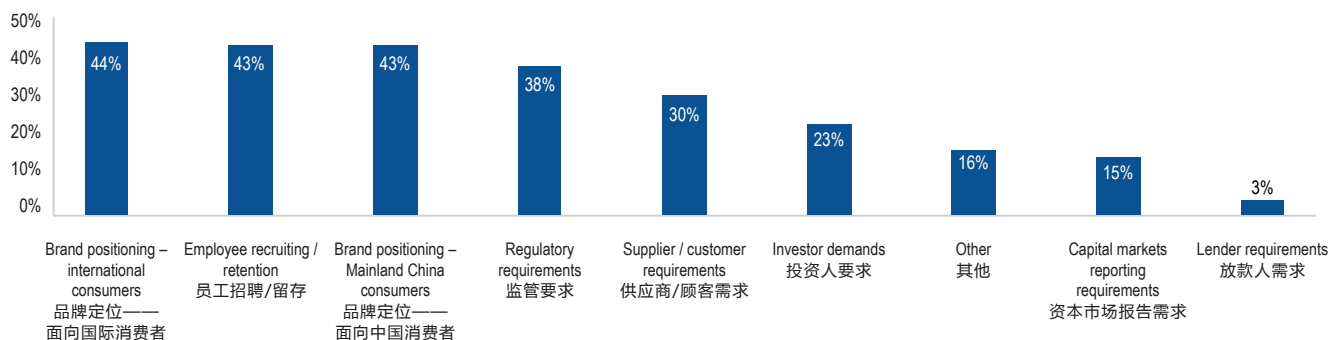 50%
40%
30%
20%
10%
0%
44%
43%
43%
38%
30%
23%
16%
15%
3%
Brand positioning –
international
consumers
品牌定位——
面向国际消费者
Employee recruiting /
retention
员工招聘/留存
Brand positioning –
Mainland China
consumers
品牌定位——
面向中国消费者
Regulatory
requirements
监管要求
Supplier / customer
requirements
供应商/顾客需求
Investor demands
投资人要求
Other
其他
Capital markets
reporting
requirements
资本市场报告需求
Lender requirements
放款人需求